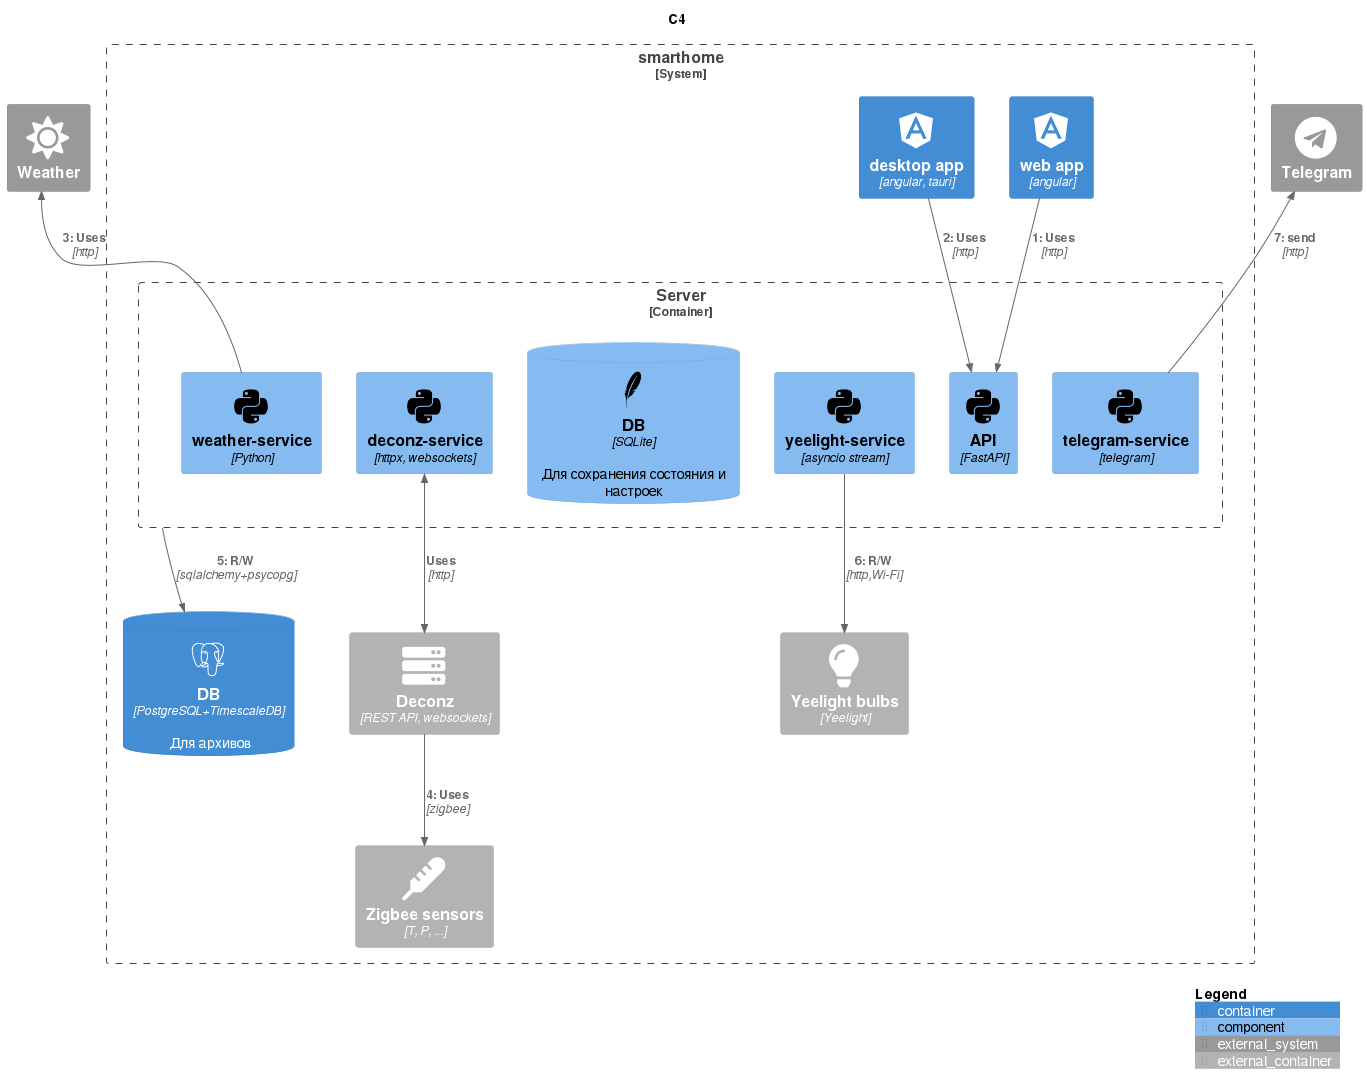 C4
smarthome
[System]
Weather
desktop app
[angular, tauri]
web app
[angular]
Telegram
3: Uses
[http]
2: Uses
[http]
1: Uses
[http]
7: send
[http]
Server
[Container]
weather-service
[Python]
deconz-service
[httpx, websockets]
DB
[SQLite]
Для сохранения состояния и
настроек
yeelight-service
[asyncio stream]
API
[FastAPI]
telegram-service
[telegram]
5: R/W
[sqlalchemy+psycopg]
Uses
[http]
6: R/W
[http,Wi-Fi]
DB
[PostgreSQL+TimescaleDB]
Для архивов
Deconz
[REST API, websockets]
Yeelight bulbs
[Yeelight]
4: Uses
[zigbee]
Zigbee sensors
[T, P, ...]
Legend
container
component
external_system
external_container